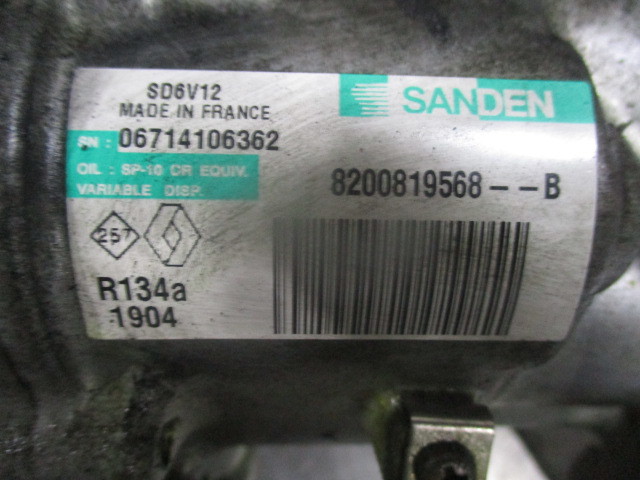 SD6V12
MADE IN FRANCE
SANDEN
SN : 06714106362
OIL : SP-10 OR EQUIV.
VARIABLE DISP.
8200819568--B
257
R134a
1904